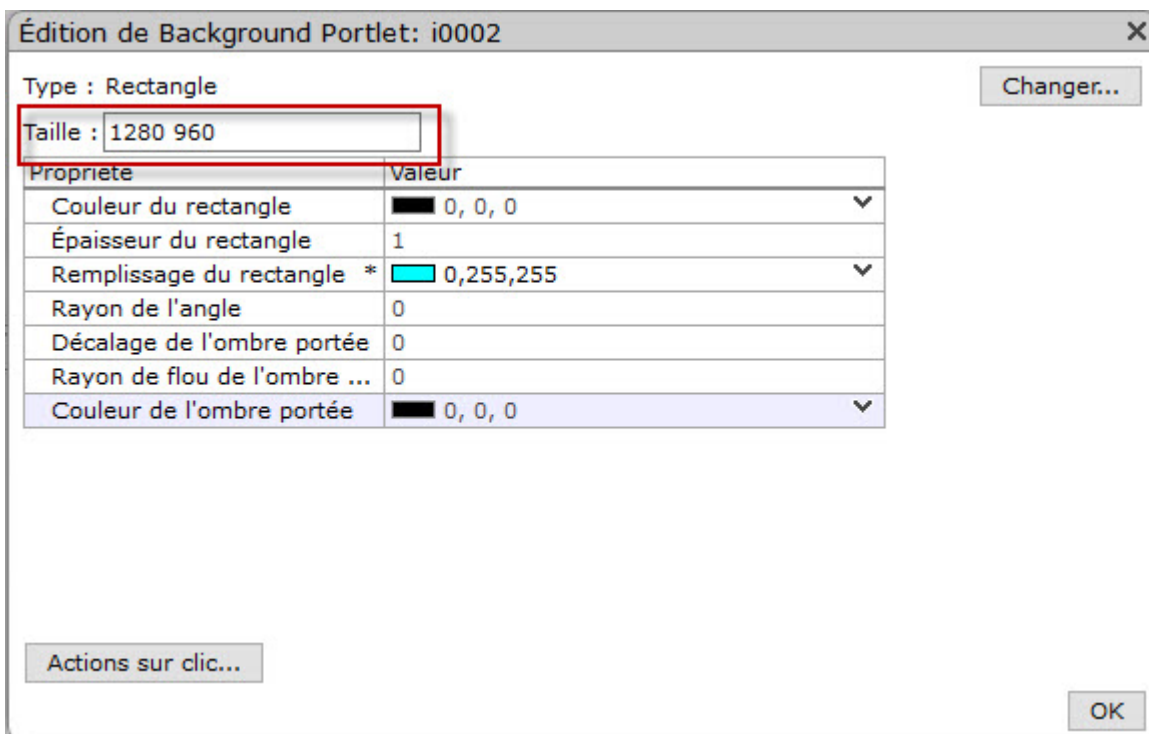 Édition de Background Portlet: i0002
Type : Rectangle
Changer...
Taille : 1280 960
Propriété Valeur
Couleur du rectangle 0, 0, 0
Épaisseur du rectangle 1
Remplissage du rectangle * 0,255,255
Rayon de l'angle 0
Décalage de l'ombre portée 0
Rayon de flou de l'ombre ... 0
Couleur de l'ombre portée 0, 0, 0
Actions sur clic...
OK